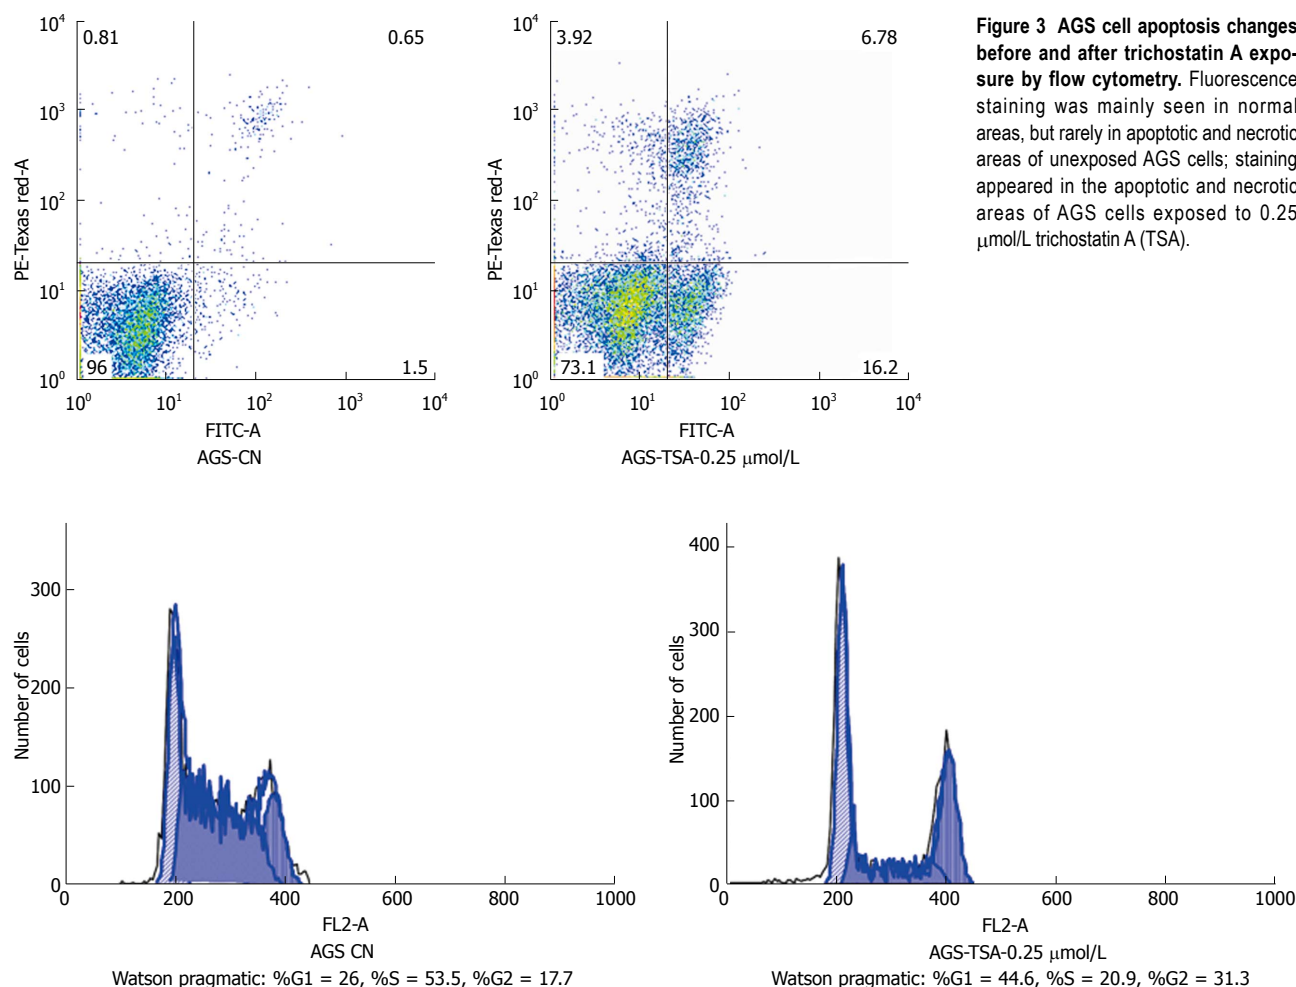 10⁴
10³
10²
10¹
10⁰
PE-Texas red-A
0.81
0.65
96
1.5
10⁰ 10¹ 10² 10³ 10⁴
FITC-A
AGS-CN
10⁴
10³
10²
10¹
10⁰
PE-Texas red-A
3.92
6.78
73.1
16.2
10⁰ 10¹ 10² 10³ 10⁴
FITC-A
AGS-TSA-0.25 μmol/L
Figure 3 AGS cell apoptosis changes
before and after trichostatin A expo-
sure by flow cytometry. Fluorescence
staining was mainly seen in normal
areas, but rarely in apoptotic and necrotic
areas of unexposed AGS cells; staining
appeared in the apoptotic and necrotic
areas of AGS cells exposed to 0.25
μmol/L trichostatin A (TSA).
300
200
100
0
Number of cells
0 200 400 600 800 1000
FL2-A
AGS CN
Watson pragmatic: %G1 = 26, %S = 53.5, %G2 = 17.7
400
300
200
100
0
Number of cells
0 200 400 600 800 1000
FL2-A
AGS-TSA-0.25 μmol/L
Watson pragmatic: %G1 = 44.6, %S = 20.9, %G2 = 31.3